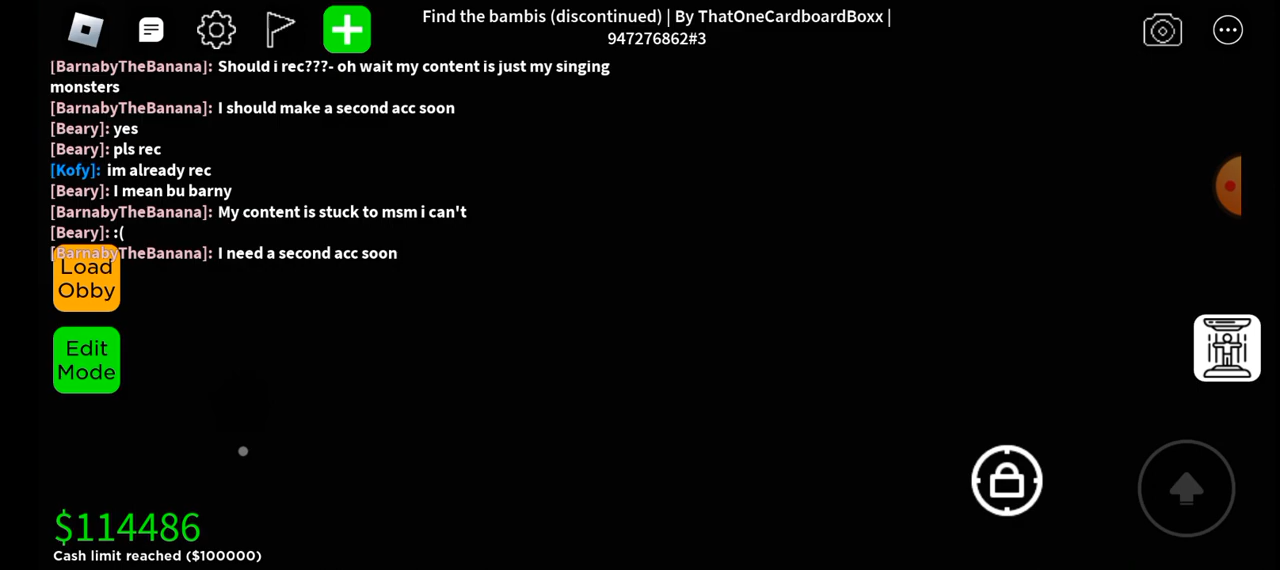 Find the bambis (discontinued) | By ThatOneCardboardBoxx |
947276862#3
[BarnabyTheBanana]: Should i rec???- oh wait my content is just my singing
monsters
[BarnabyTheBanana]: I should make a second acc soon
[Beary]: yes
[Beary]: pls rec
[Kofy]: im already rec
[Beary]: I mean bu barny
[BarnabyTheBanana]: My content is stuck to msm i can't
[Beary]: :(
[BarnabyTheBanana]: I need a second acc soon
Load
Obby
Edit
Mode
$114486
Cash limit reached ($100000)